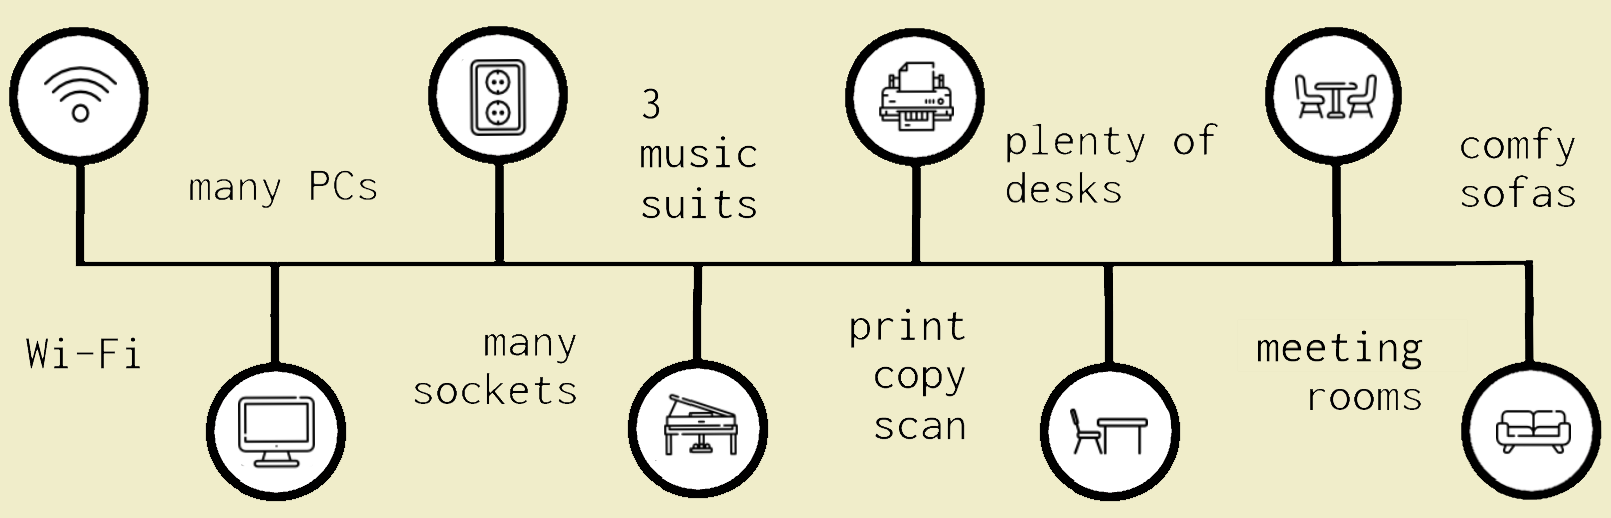 Wi-Fi
many PCs
many
sockets
3
music
suits
print
copy
scan
plenty of
desks
meeting
rooms
comfy
sofas